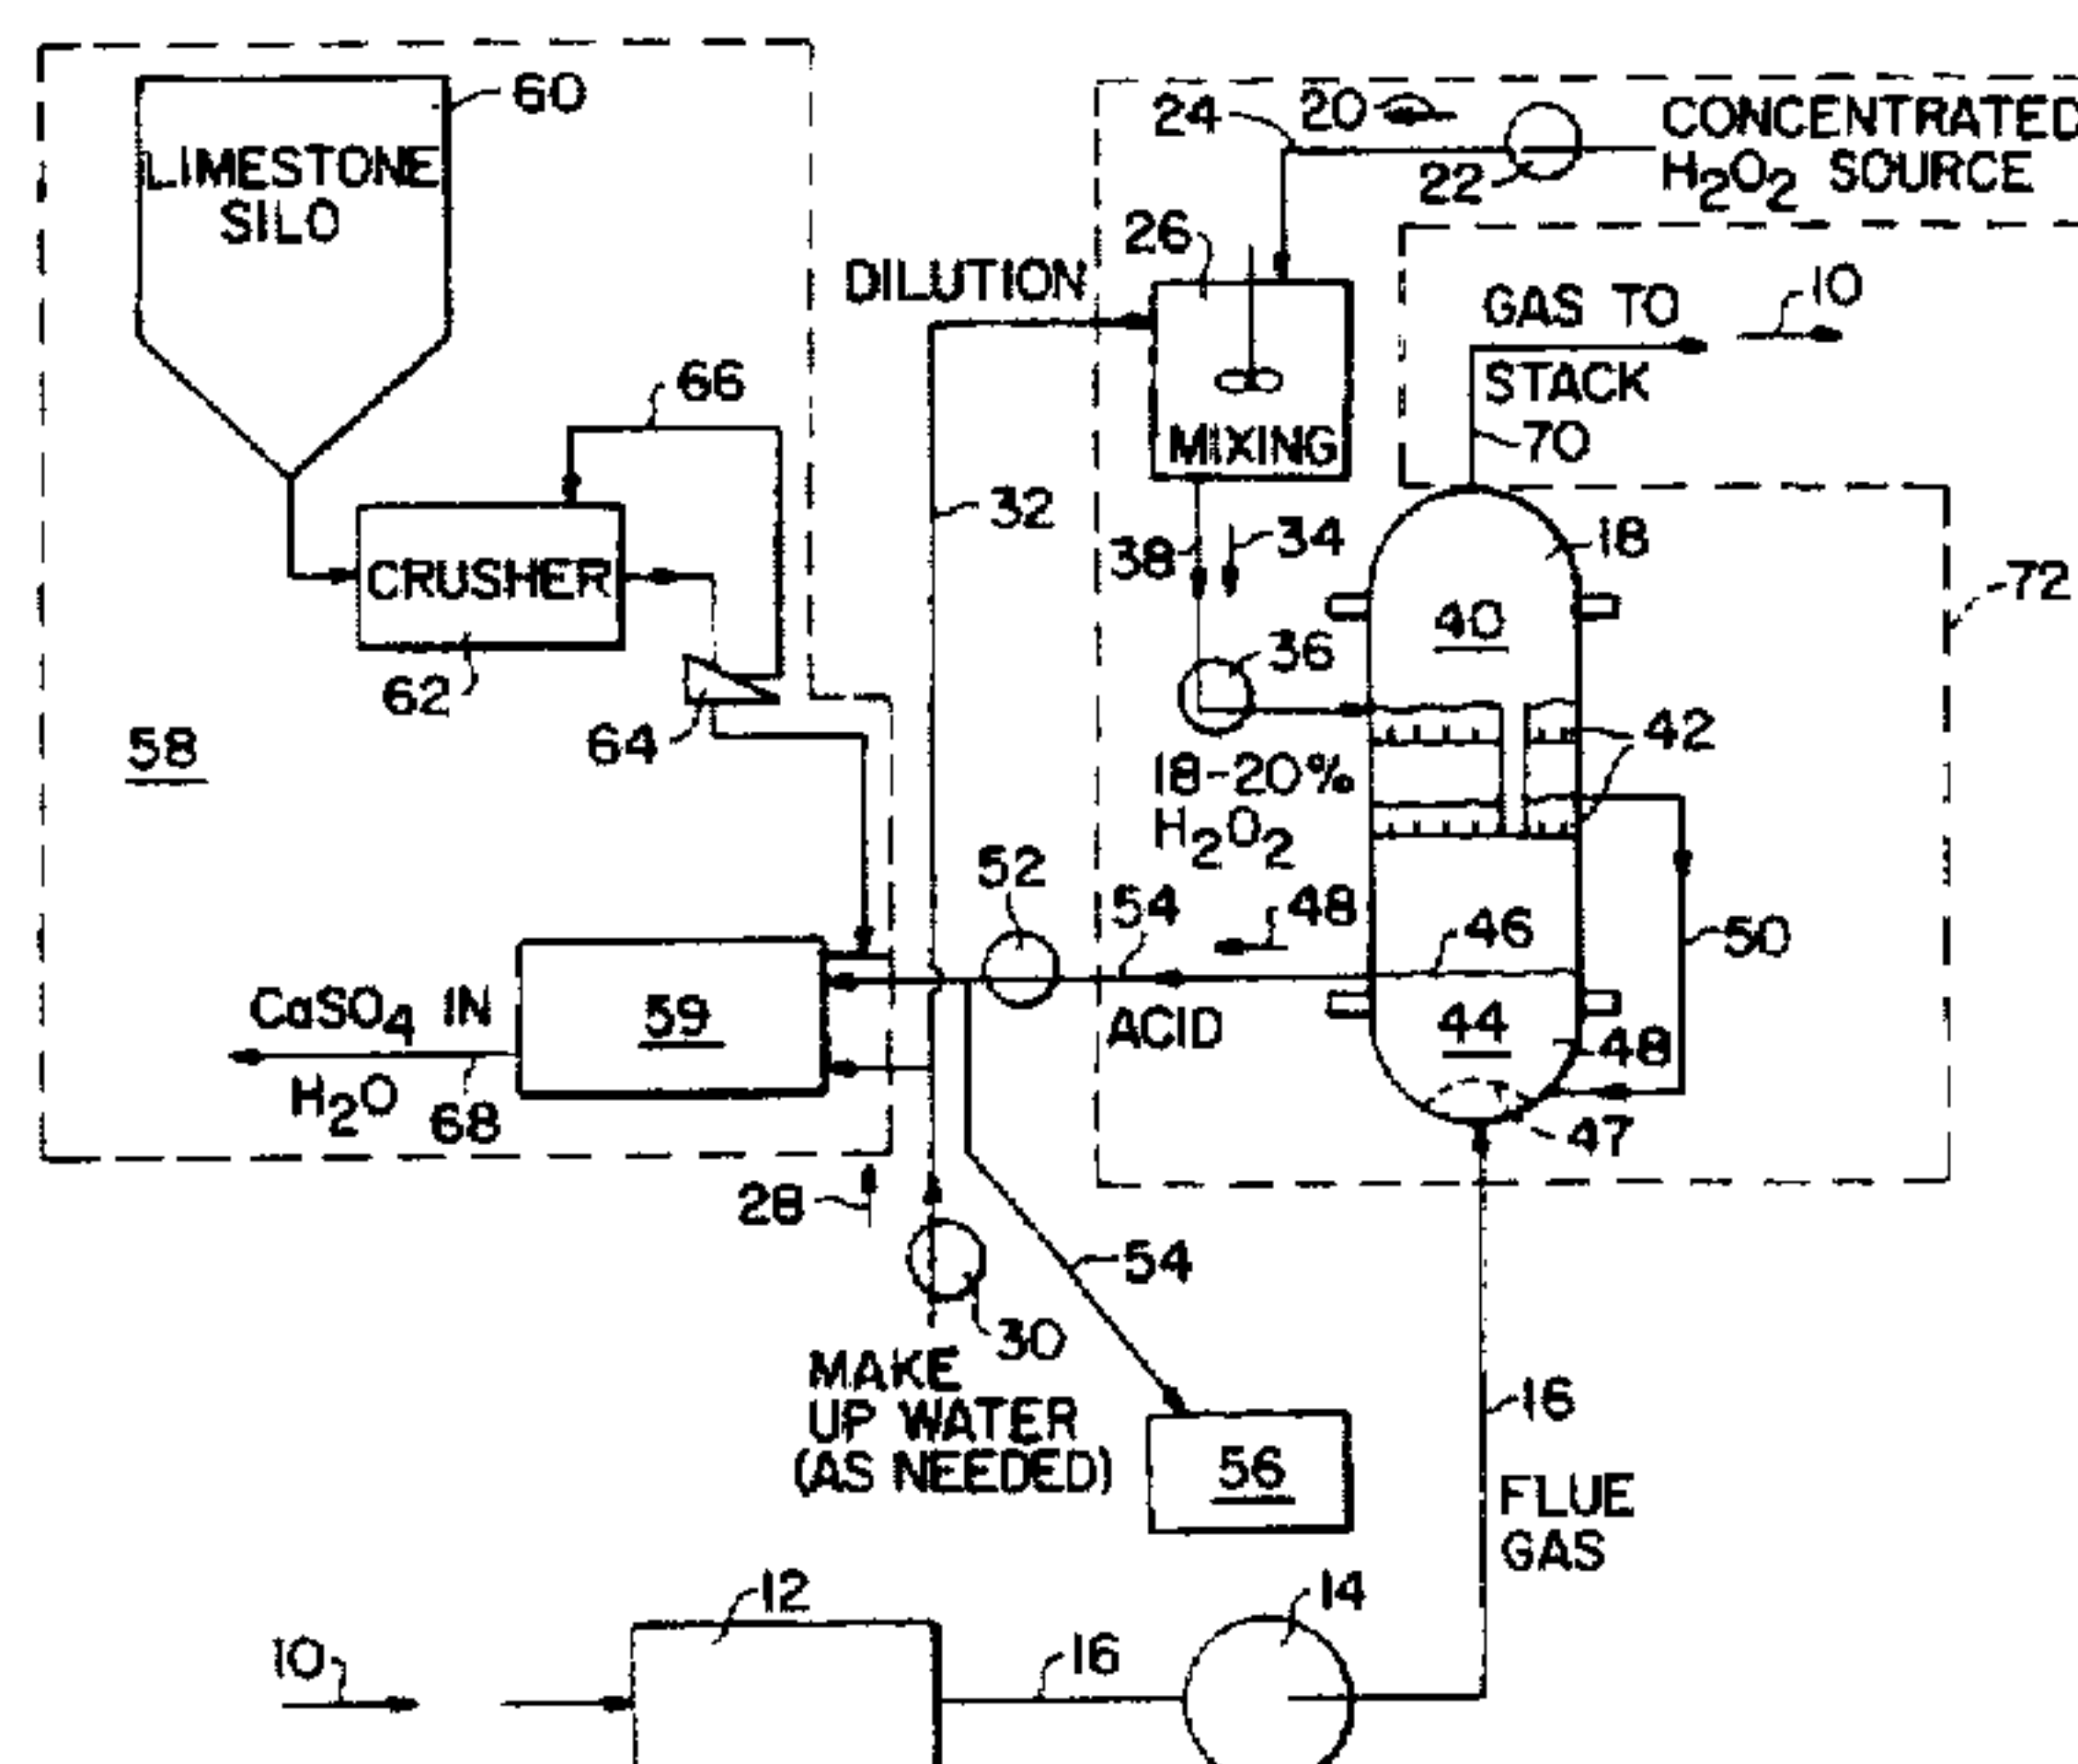 60
LIMESTONE
SILO
66
CRUSHER
62
64
58
CaSO4 IN
H2O
68
59
28
DILUTION
32
52
30
MAKE
UP WATER
(AS NEEDED)
24
20
22
CONCENTRATED
H2O2 SOURCE
26
MIXING
38
34
36
18-20%
H2O2
54
48
ACID
GAS TO
STACK
10
70
18
40
42
46
44
48
47
50
72
54
56
16
FLUE
GAS
10
12
16
14